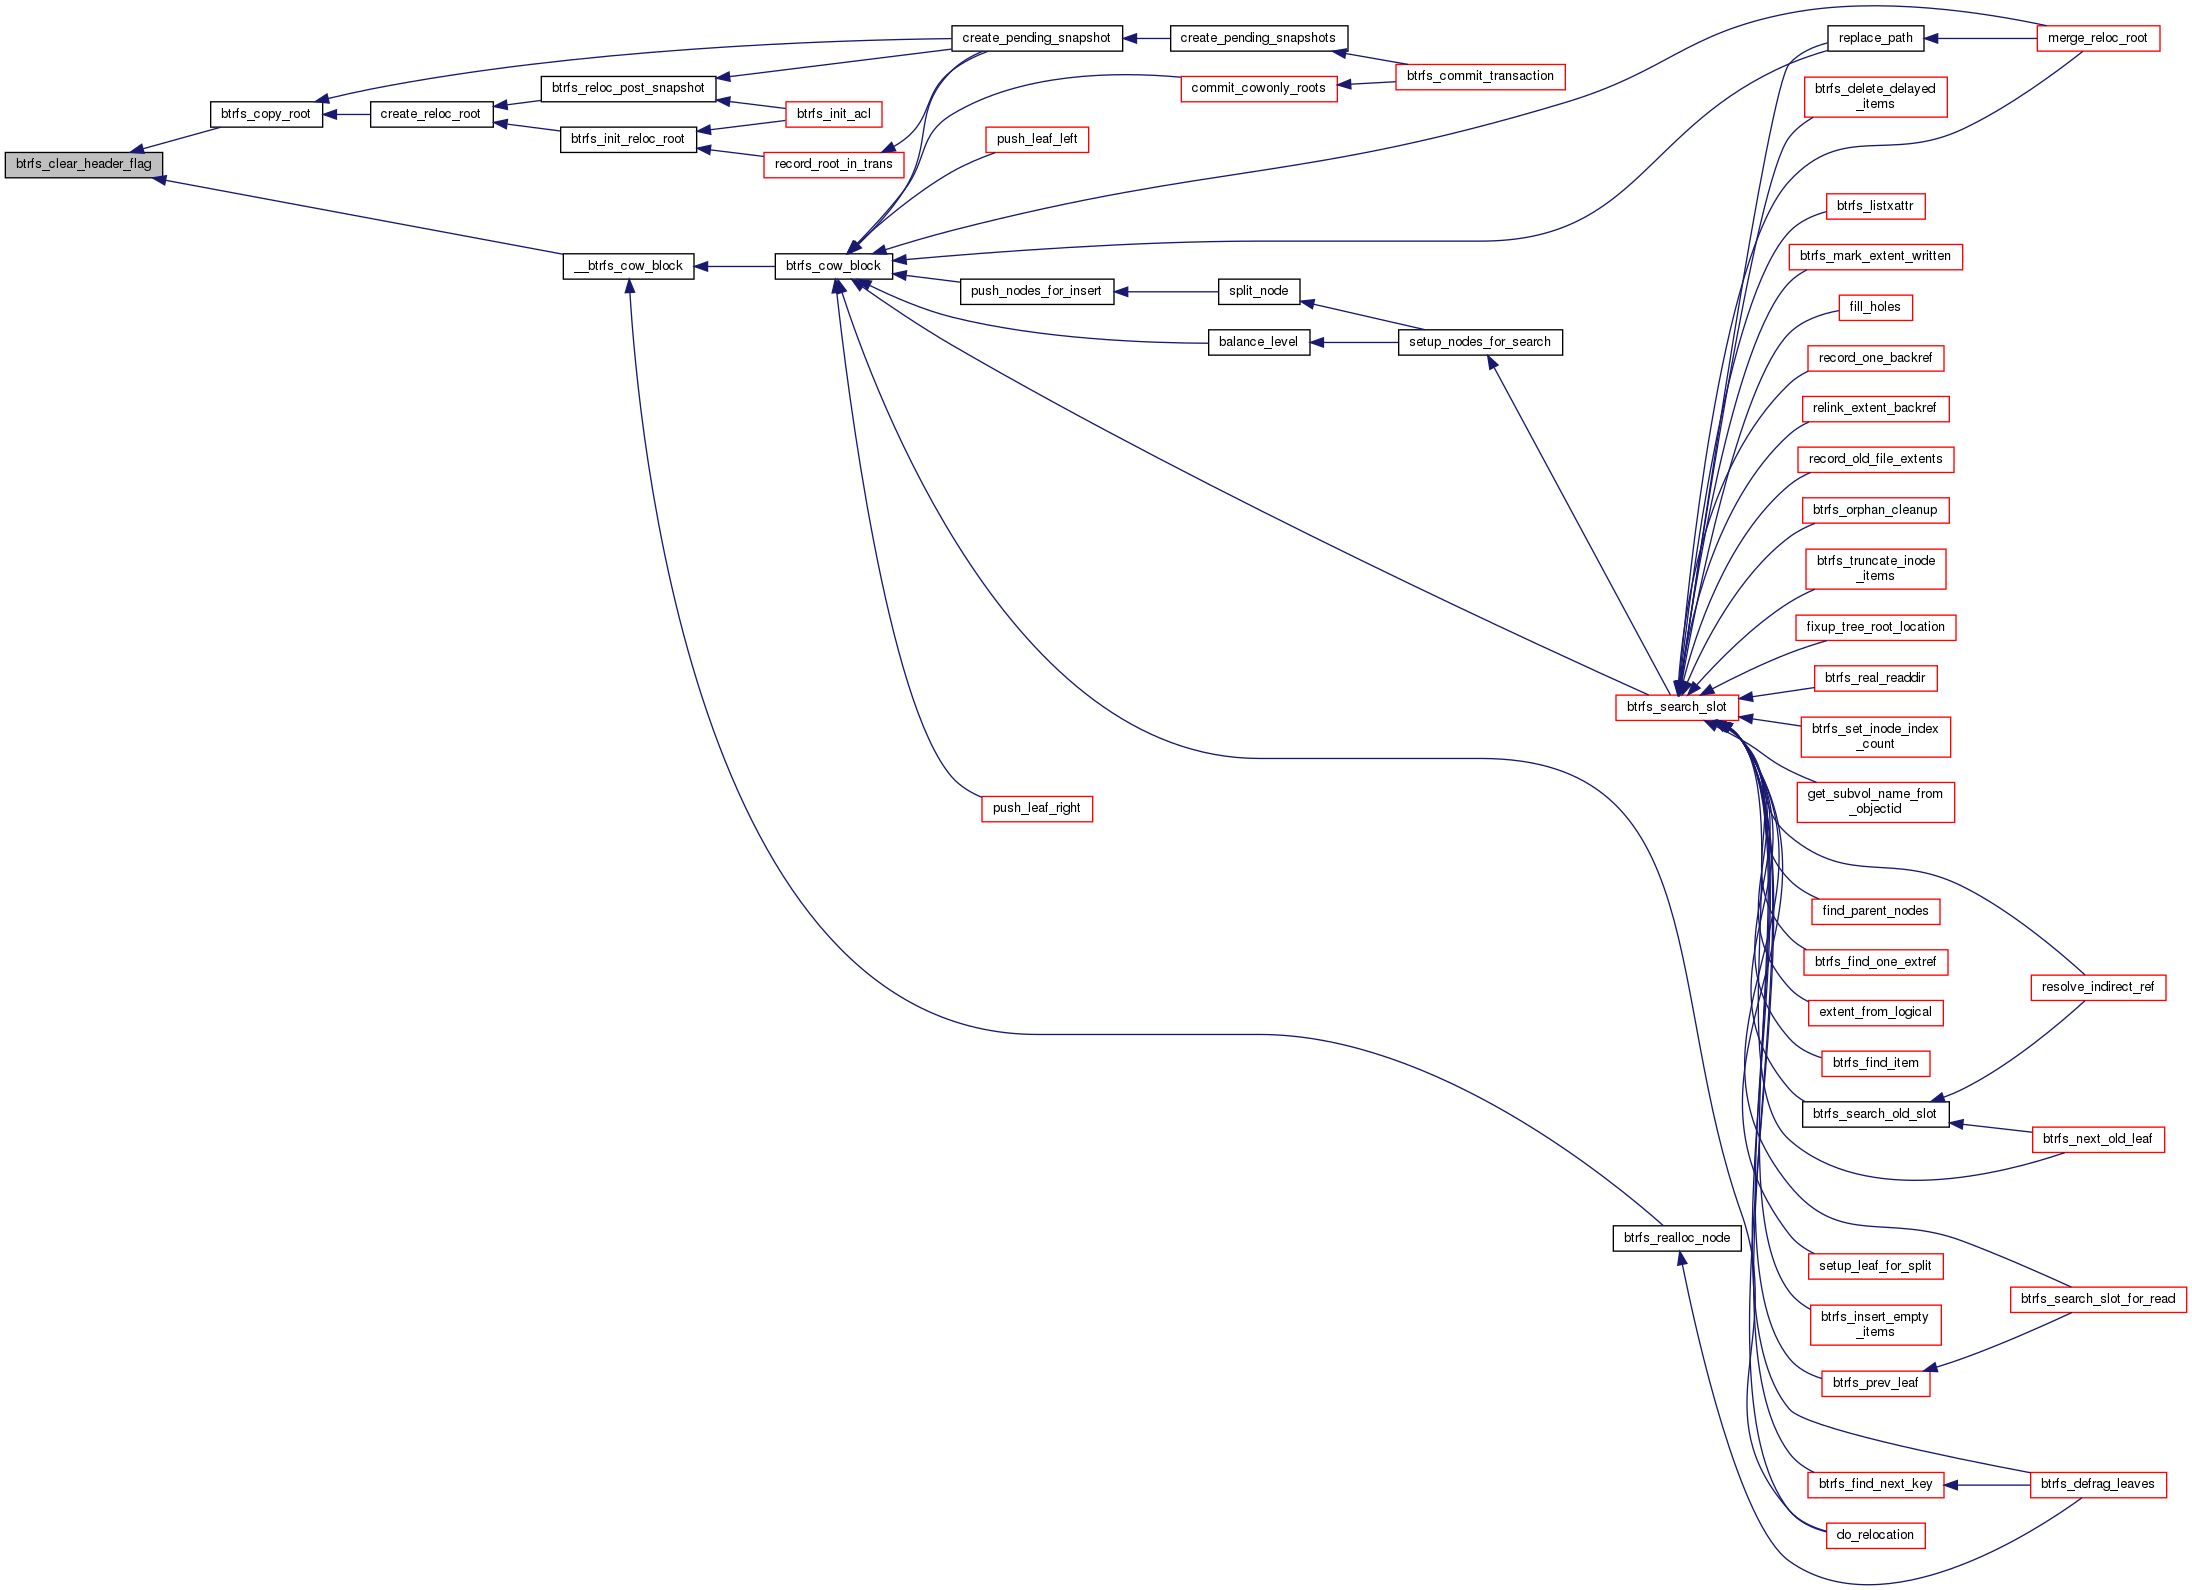 btrfs_clear_header_flag
btrfs_copy_root
create_reloc_root
btrfs_reloc_post_snapshot
btrfs_init_reloc_root
btrfs_init_acl
record_root_in_trans
create_pending_snapshot
create_pending_snapshots
commit_cowonly_roots
btrfs_commit_transaction
push_leaf_left
__btrfs_cow_block
btrfs_cow_block
push_nodes_for_insert
split_node
balance_level
setup_nodes_for_search
push_leaf_right
btrfs_search_slot
btrfs_realloc_node
replace_path
merge_reloc_root
btrfs_delete_delayed
_items
btrfs_listxattr
btrfs_mark_extent_written
fill_holes
record_one_backref
relink_extent_backref
record_old_file_extents
btrfs_orphan_cleanup
btrfs_truncate_inode
_items
fixup_tree_root_location
btrfs_real_readdir
btrfs_set_inode_index
_count
get_subvol_name_from
_objectid
find_parent_nodes
btrfs_find_one_extref
resolve_indirect_ref
extent_from_logical
btrfs_find_item
btrfs_search_old_slot
btrfs_next_old_leaf
setup_leaf_for_split
btrfs_search_slot_for_read
btrfs_insert_empty
_items
btrfs_prev_leaf
btrfs_find_next_key
btrfs_defrag_leaves
do_relocation